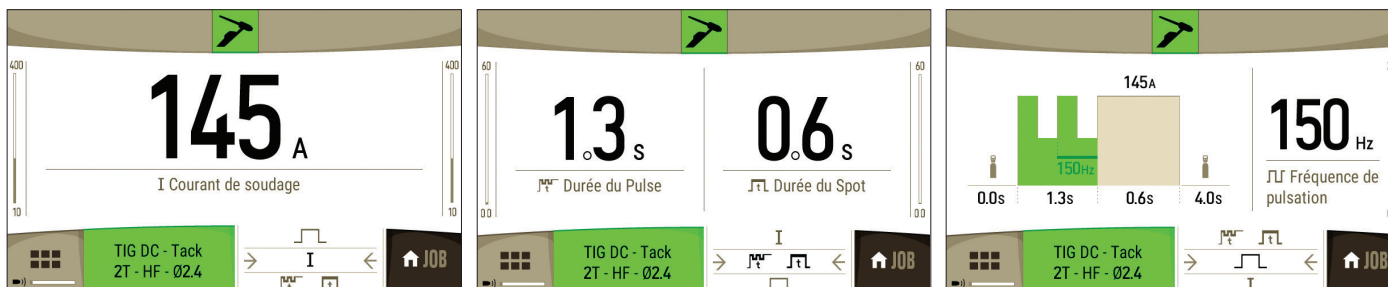 400
400
145 A
I Courant de soudage
10
10
TIG DC - Tack
2T - HF - Ø2.4
I
t
t
JOB
60
60
1.3 s
0.6 s
t Durée du Pulse
t Durée du Spot
0.0
0.0
TIG DC - Tack
2T - HF - Ø2.4
I
t
t
JOB
145A
150Hz
0.0s
1.3s
0.6s
4.0s
150 Hz
Fréquence de
pulsation
TIG DC - Tack
2T - HF - Ø2.4
t
t
I
JOB